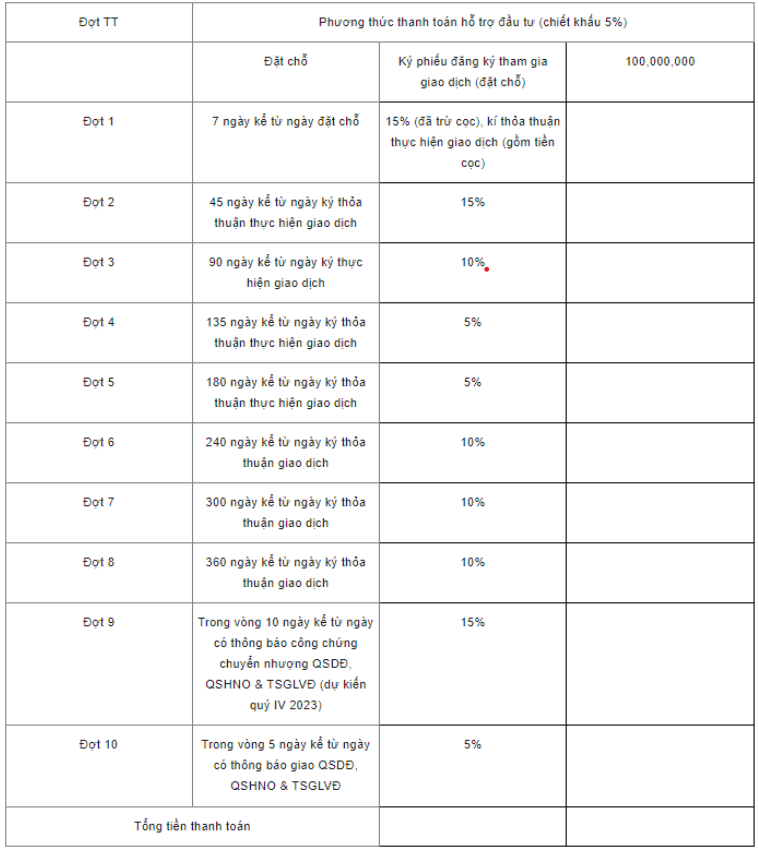 Đợt TT
Phương thức thanh toán hỗ trợ đầu tư (chiết khấu 5%)
Đặt chỗ
Ký phiếu đăng ký tham gia
giao dịch (đặt chỗ)
100,000,000
Đợt 1
7 ngày kể từ ngày đặt chỗ
15% (đã trừ cọc), kí thỏa thuận
thực hiện giao dịch (gồm tiền
cọc)
Đợt 2
45 ngày kể từ ngày ký thỏa
thuận thực hiện giao dịch
15%
Đợt 3
90 ngày kể từ ngày ký thực
hiện giao dịch
10%
Đợt 4
135 ngày kể từ ngày ký thỏa
thuận thực hiện giao dịch
5%
Đợt 5
180 ngày kể từ ngày ký thỏa
thuận thực hiện giao dịch
5%
Đợt 6
240 ngày kể từ ngày ký thỏa
thuận giao dịch
10%
Đợt 7
300 ngày kể từ ngày ký thỏa
thuận giao dịch
10%
Đợt 8
360 ngày kể từ ngày ký thỏa
thuận giao dịch
10%
Đợt 9
Trong vòng 10 ngày kể từ ngày
có thông báo công chứng
chuyển nhượng QSDĐ,
QSHNO & TSGLVĐ (dự kiến
quý IV 2023)
15%
Đợt 10
Trong vòng 5 ngày kể từ ngày
có thông báo giao QSDĐ,
QSHNO & TSGLVĐ
5%
Tổng tiền thanh toán